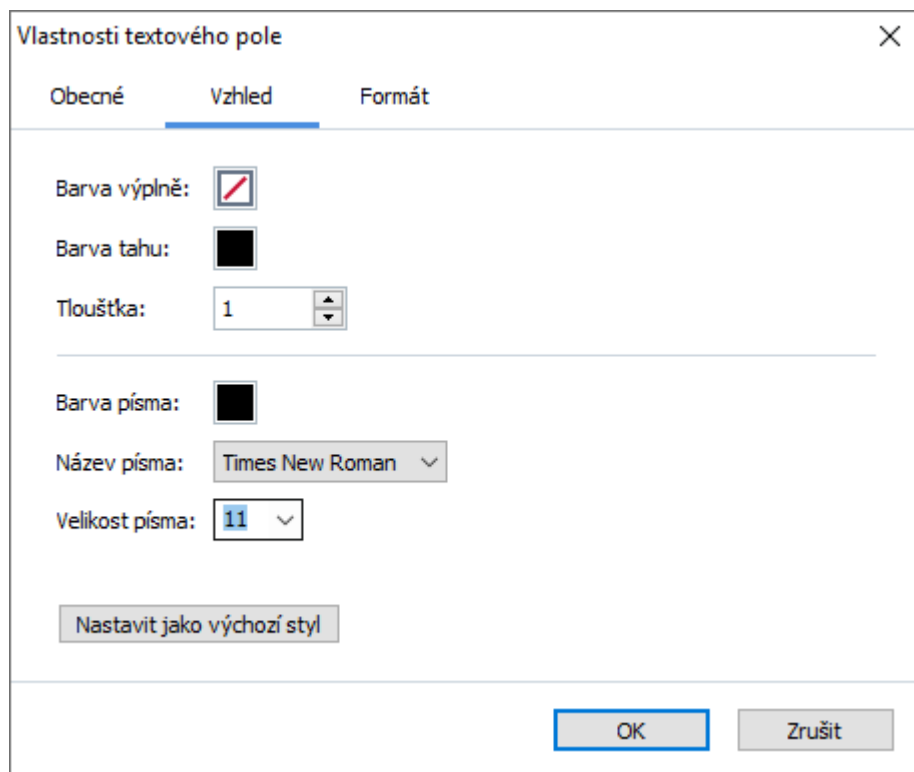 Vlastnosti textového pole
Obecné Vzhled Formát
Barva výplně:
Barva tahu:
Tloušťka: 1
Barva písma:
Název písma: Times New Roman
Velikost písma: 11
Nastavit jako výchozí styl
OK Zrušit